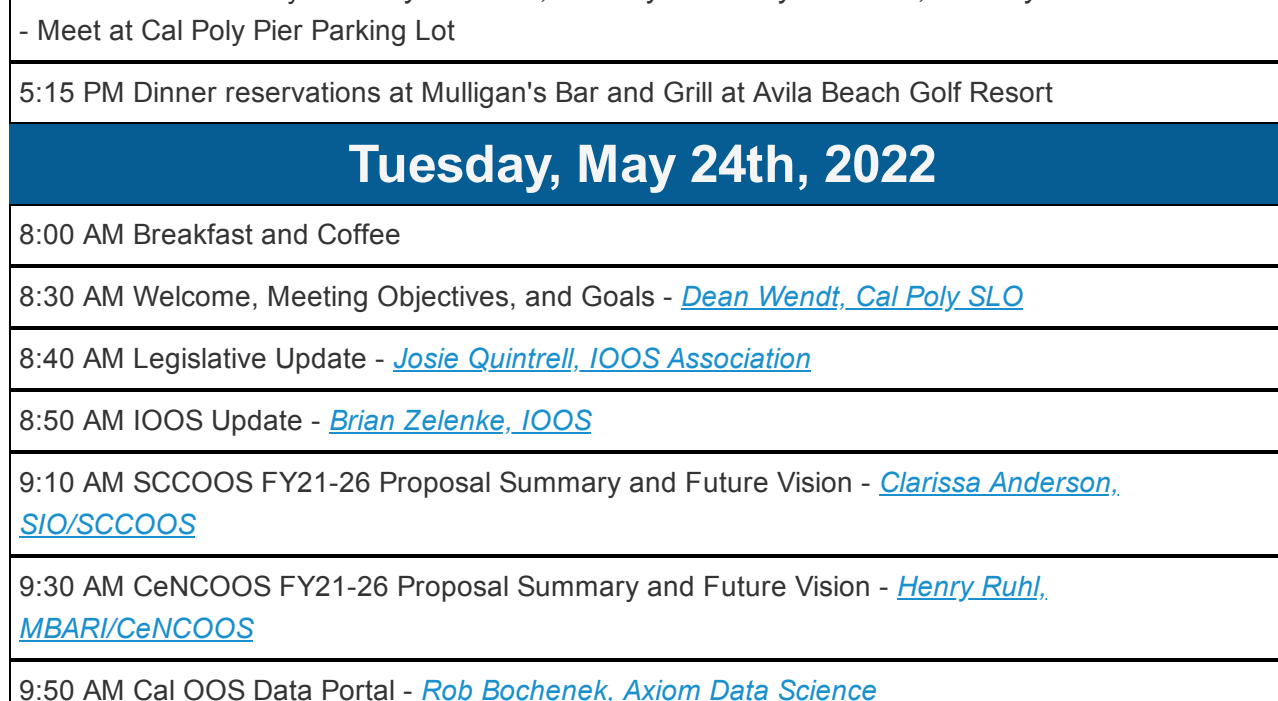 - Meet at Cal Poly Pier Parking Lot
5:15 PM Dinner reservations at Mulligan's Bar and Grill at Avila Beach Golf Resort
Tuesday, May 24th, 2022
8:00 AM Breakfast and Coffee
8:30 AM Welcome, Meeting Objectives, and Goals - Dean Wendt, Cal Poly SLO
8:40 AM Legislative Update - Josie Quintrell, IOOS Association
8:50 AM IOOS Update - Brian Zelenke, IOOS
9:10 AM SCCOOS FY21-26 Proposal Summary and Future Vision - Clarissa Anderson,
SIO/SCCOOS
9:30 AM CeNCOOS FY21-26 Proposal Summary and Future Vision - Henry Ruhl,
MBARI/CeNCOOS
9:50 AM Cal OOS Data Portal - Rob Bochenek, Axiom Data Science